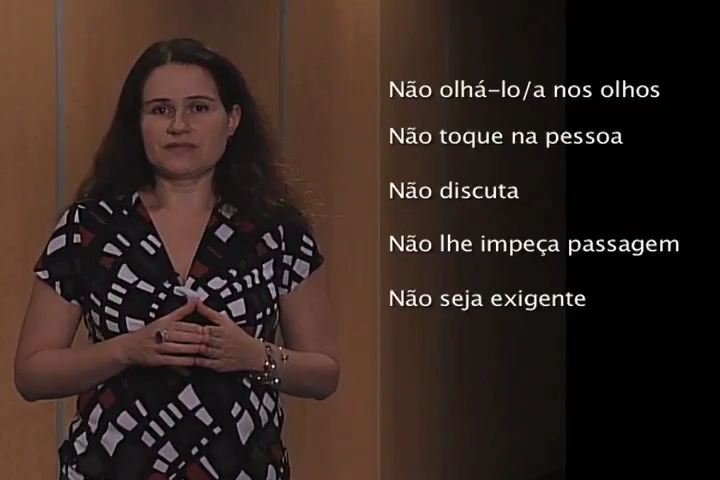 Não olhá-lo/a nos olhos
Não toque na pessoa
Não discuta
Não lhe impeça passagem
Não seja exigente